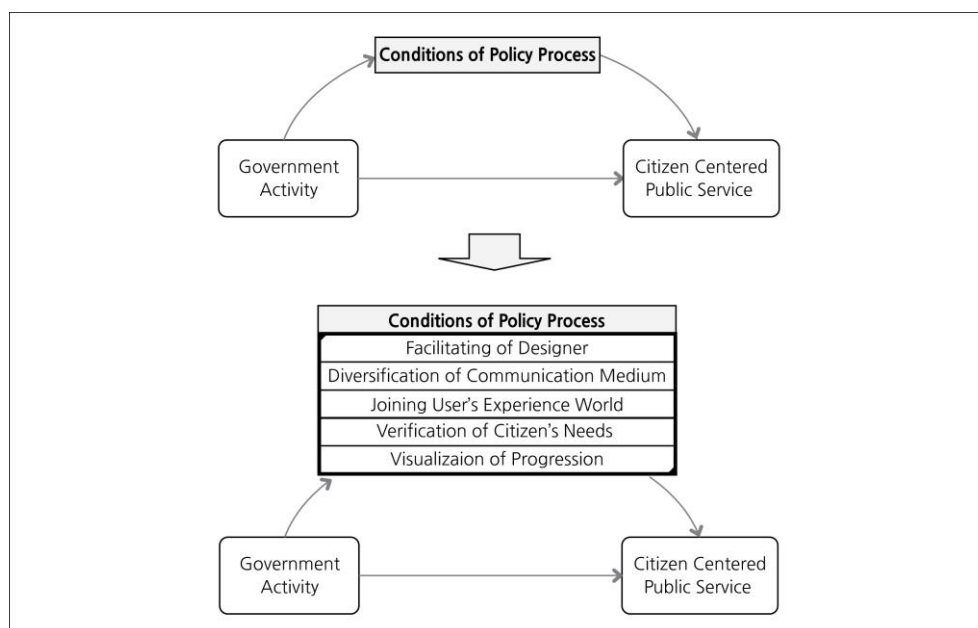 Conditions of Policy Process
Government
Activity
Citizen Centered
Public Service
Conditions of Policy Process
Facilitating of Designer
Diversification of Communication Medium
Joining User's Experience World
Verification of Citizen's Needs
Visualizaion of Progression
Government
Activity
Citizen Centered
Public Service